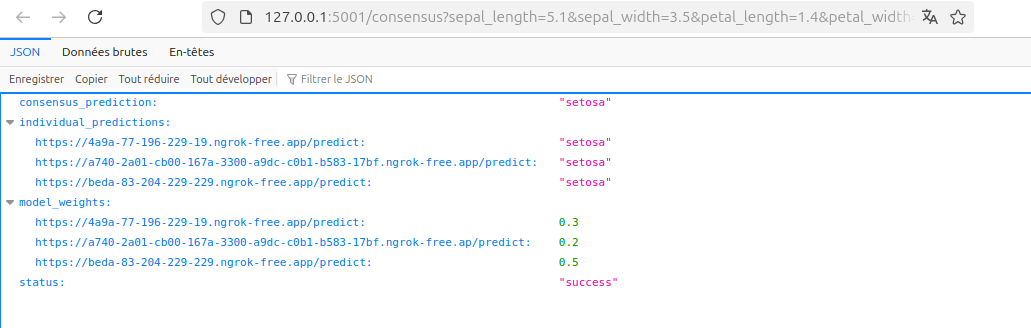 127.0.0.1:5001/consensus?sepal_length=5.1&sepal_width=3.5&petal_length=1.4&petal_width=
JSON Données brutes En-têtes
Enregistrer Copier Tout réduire Tout développer Filtrer le JSON
consensus_prediction: "setosa"
individual_predictions:
https://4a9a-77-196-229-19.ngrok-free.app/predict: "setosa"
https://a740-2a01-cb00-167a-3300-a9dc-c0b1-b583-17bf.ngrok-free.app/predict: "setosa"
https://beda-83-204-229-229.ngrok-free.app/predict: "setosa"
model_weights:
https://4a9a-77-196-229-19.ngrok-free.app/predict: 0.3
https://a740-2a01-cb00-167a-3300-a9dc-c0b1-b583-17bf.ngrok-free.ap/predict: 0.2
https://beda-83-204-229-229.ngrok-free.app/predict: 0.5
status: "success"